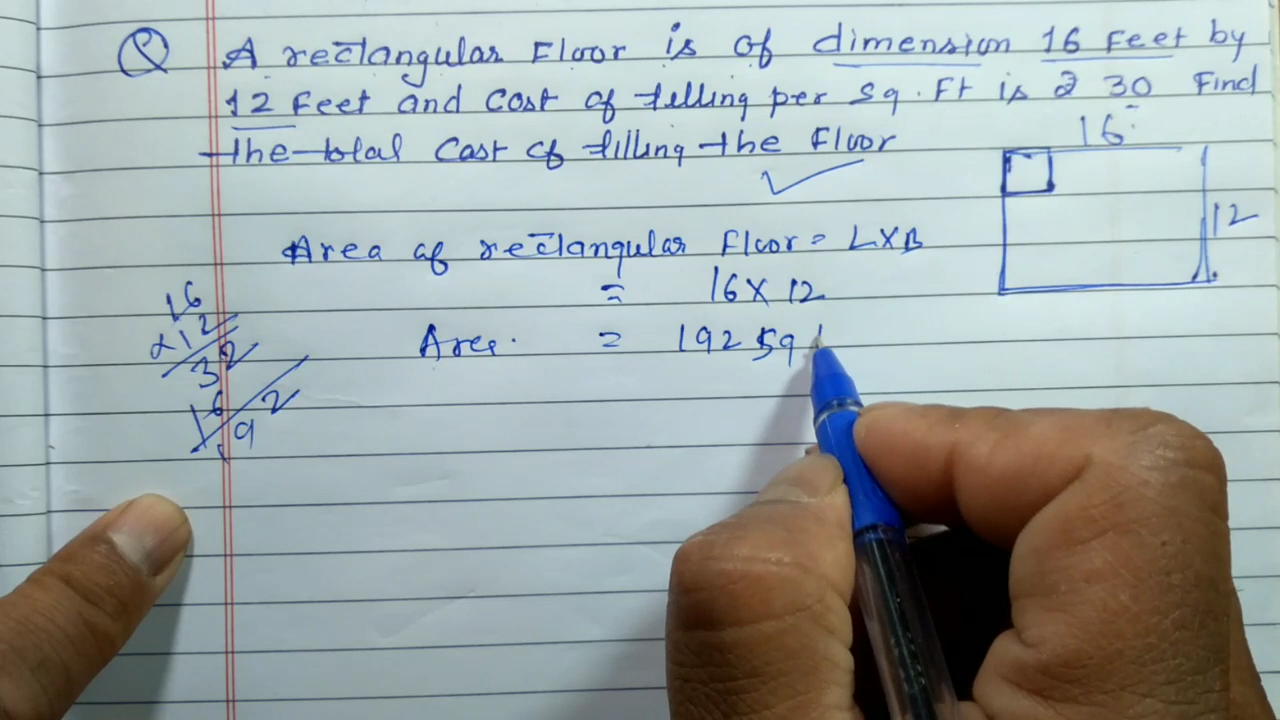 Q A rectangular Floor is of dimension 16 Feet by
12 Feet and Cost of tilling per Sq. Ft is ₹ 30 Find
the total Cost of tilling the Floor
16
12
Area of rectangular Floor = L×B
= 16 × 12
Area = 192 sq
16
×12
32
16
192